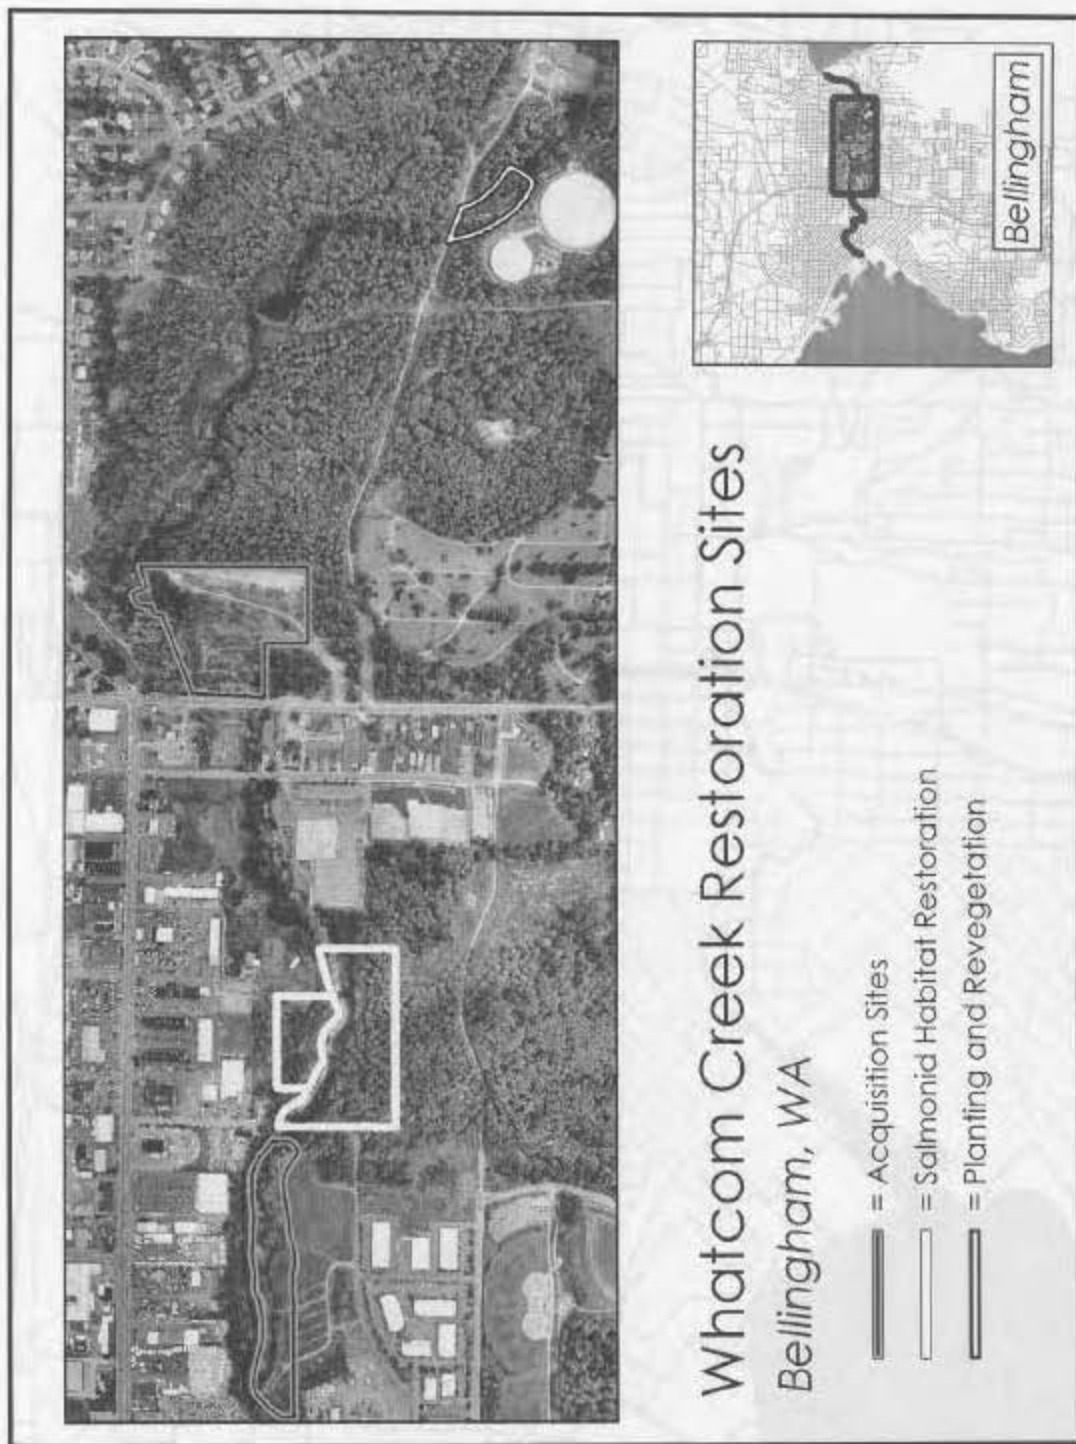 Whatcom Creek Restoration Sites
Bellingham, WA
= Acquisition Sites
= Salmonid Habitat Restoration
= Planting and Revegetation
Bellingham